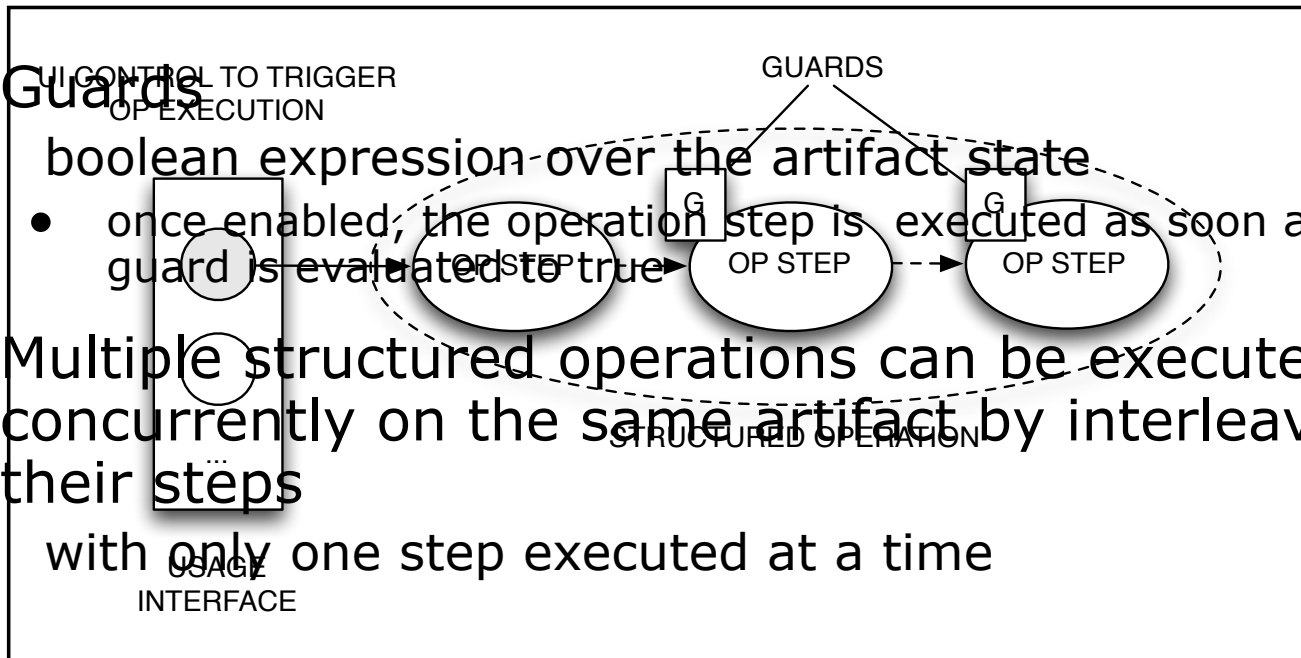 UI CONTROL TO TRIGGER
OP EXECUTION
GUARDS
Guards
boolean expression over the artifact state
G
G
• once enabled, the operation step is executed as soon a
guard is evaluated to true
OP STEP
OP STEP
OP STEP
Multiple structured operations can be execute
concurrently on the same artifact by interleav
their steps
STRUCTURED OPERATION
...
with only one step executed at a time
USAGE
INTERFACE